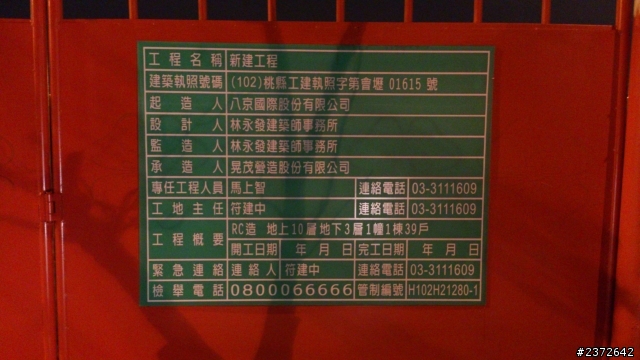 工程名稱 新建工程
建築執照號碼 (102)桃縣工建執照字第會壢 01615 號
起造人 八京國際股份有限公司
設計人 林永發建築師事務所
監造人 林永發建築師事務所
承造人 晃茂營造股份有限公司
專任工程人員 馬上智 連絡電話 03-3111609
工地主任 符建中 連絡電話 03-3111609
工程概要 RC造 地上10層地下3層1幢1棟39戶
開工日期 年 月 日 完工日期 年 月 日
緊急連絡 連絡人 符建中 連絡電話 03-3111609
檢舉電話 0800066666 管制編號 H102H21280-1
#2372642